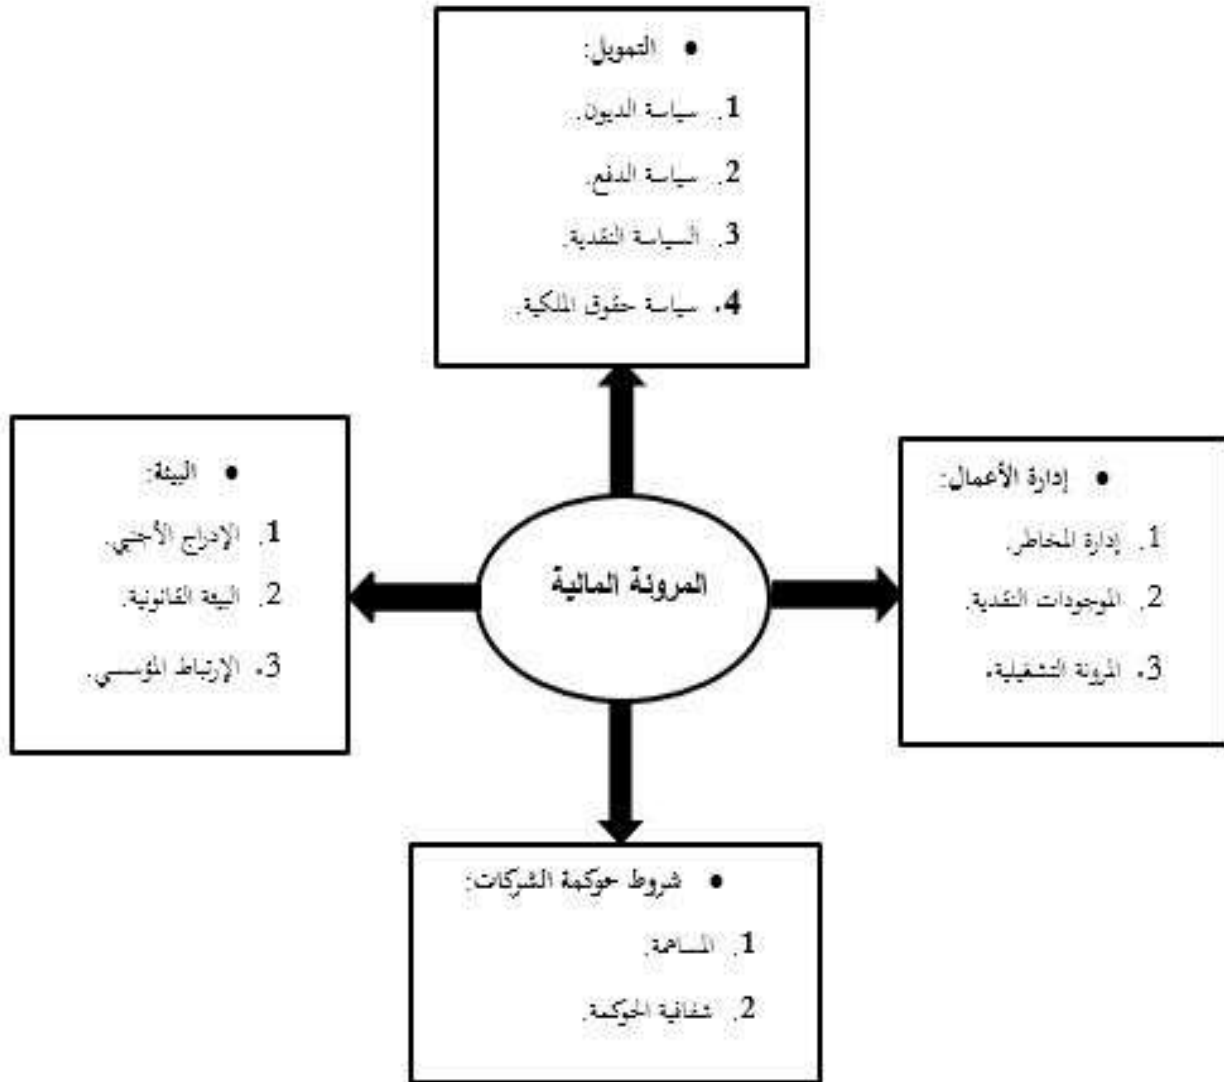 • التمويل:
1. سياسة الديون.
2. سياسة الدفع.
3. السياسة النقدية.
4. سياسة حقوق الملكية.
• إدارة الأعمال:
1. إدارة المخاطر.
2. الموجودات النقدية.
3. المرونة التشغيلية.
المرونة المالية
• البيئة:
1. الإدراج الأجنبي.
2. البيئة القانونية.
3. الإرتباط المؤسسي.
• شروط حوكمة الشركات:
1. المساهمة.
2. شفافية الحوكمة.